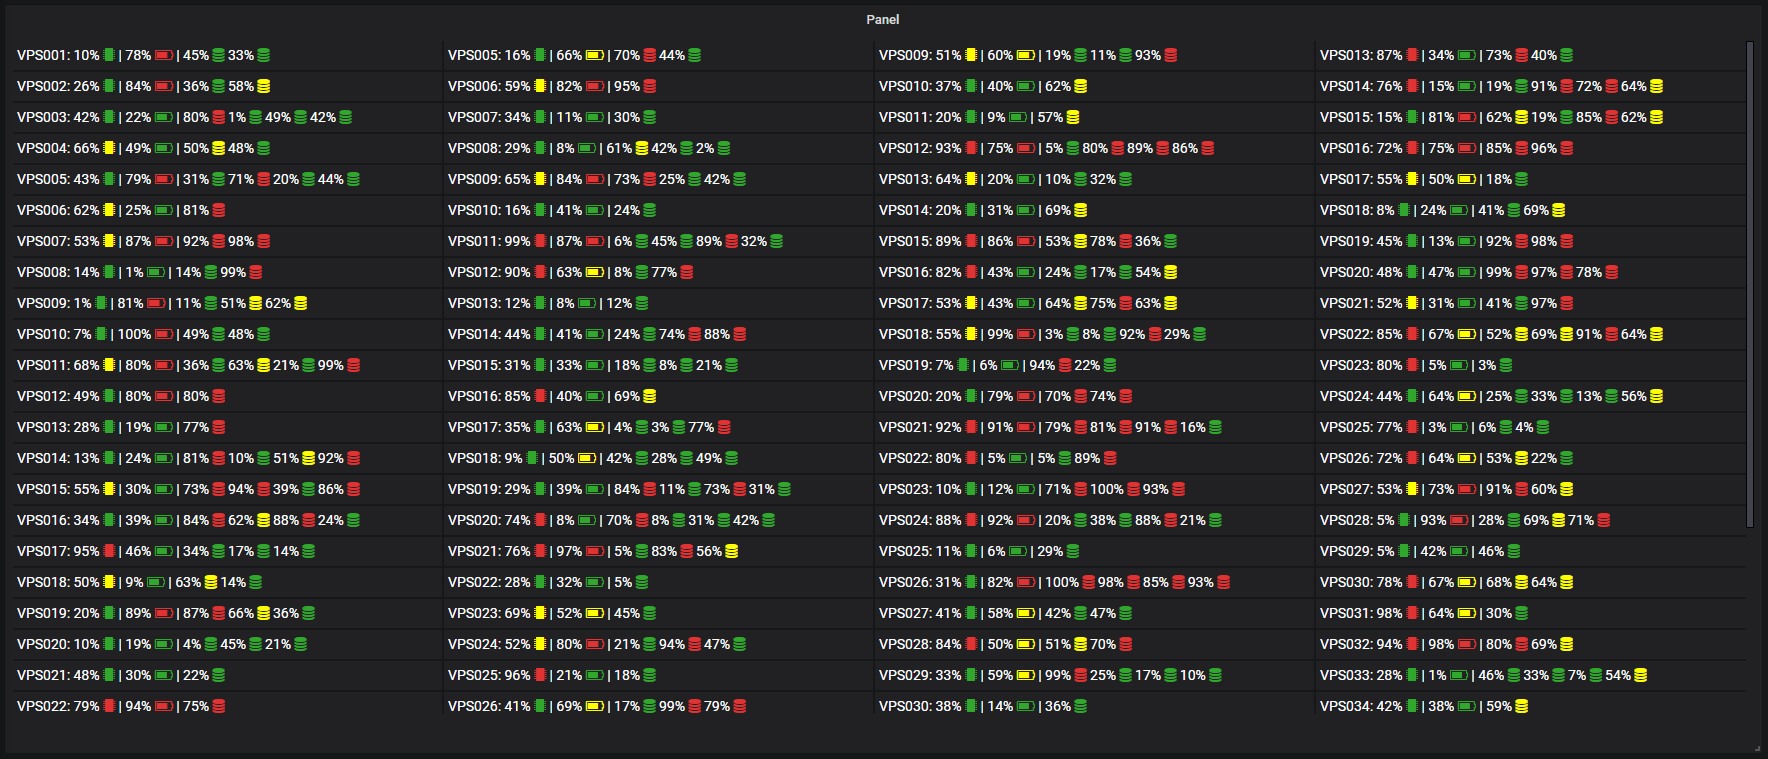 Panel
VPS001: 10% | 78% | 45% 33% VPS005: 16% | 66% | 70% 44% VPS009: 51% | 60% | 19% 11% 93% VPS013: 87% | 34% | 73% 40%
VPS002: 26% | 84% | 36% 58% VPS006: 59% | 82% | 95% VPS010: 37% | 40% | 62% VPS014: 76% | 15% | 19% 91% 72% 64%
VPS003: 42% | 22% | 80% 1% 49% 42% VPS007: 34% | 11% | 30% VPS011: 20% | 9% | 57% VPS015: 15% | 81% | 62% 19% 85% 62%
VPS004: 66% | 49% | 50% 48% VPS008: 29% | 8% | 61% 42% 2% VPS012: 93% | 75% | 5% 80% 89% 86% VPS016: 72% | 75% | 85% 96%
VPS005: 43% | 79% | 31% 71% 20% 44% VPS009: 65% | 84% | 73% 25% 42% VPS013: 64% | 20% | 10% 32% VPS017: 55% | 50% | 18%
VPS006: 62% | 25% | 81% VPS010: 16% | 41% | 24% VPS014: 20% | 31% | 69% VPS018: 8% | 24% | 41% 69%
VPS007: 53% | 87% | 92% 98% VPS011: 99% | 87% | 6% 45% 89% 32% VPS015: 89% | 86% | 53% 78% 36% VPS019: 45% | 13% | 92% 98%
VPS008: 14% | 1% | 14% 99% VPS012: 90% | 63% | 8% 77% VPS016: 82% | 43% | 24% 17% 54% VPS020: 48% | 47% | 99% 97% 78%
VPS009: 1% | 81% | 11% 51% 62% VPS013: 12% | 8% | 12% VPS017: 53% | 43% | 64% 75% 63% VPS021: 52% | 31% | 41% 97%
VPS010: 7% | 100% | 49% 48% VPS014: 44% | 41% | 24% 74% 88% VPS018: 55% | 99% | 3% 8% 92% 29% VPS022: 85% | 67% | 52% 69% 91% 64%
VPS011: 68% | 80% | 36% 63% 21% 99% VPS015: 31% | 33% | 18% 8% 21% VPS019: 7% | 6% | 94% 22% VPS023: 80% | 5% | 3%
VPS012: 49% | 80% | 80% VPS016: 85% | 40% | 69% VPS020: 20% | 79% | 70% 74% VPS024: 44% | 64% | 25% 33% 13% 56%
VPS013: 28% | 19% | 77% VPS017: 35% | 63% | 4% 3% 77% VPS021: 92% | 91% | 79% 81% 91% 16% VPS025: 77% | 3% | 6% 4%
VPS014: 13% | 24% | 81% 10% 51% 92% VPS018: 9% | 50% | 42% 28% 49% VPS022: 80% | 5% | 5% 89% VPS026: 72% | 64% | 53% 22%
VPS015: 55% | 30% | 73% 94% 39% 86% VPS019: 29% | 39% | 84% 11% 73% 31% VPS023: 10% | 12% | 71% 100% 93% VPS027: 53% | 73% | 91% 60%
VPS016: 34% | 39% | 84% 62% 88% 24% VPS020: 74% | 8% | 70% 8% 31% 42% VPS024: 88% | 92% | 20% 38% 88% 21% VPS028: 5% | 93% | 28% 69% 71%
VPS017: 95% | 46% | 34% 17% 14% VPS021: 76% | 97% | 5% 83% 56% VPS025: 11% | 6% | 29% VPS029: 5% | 42% | 46%
VPS018: 50% | 9% | 63% 14% VPS022: 28% | 32% | 5% VPS026: 31% | 82% | 100% 98% 85% 93% VPS030: 78% | 67% | 68% 64%
VPS019: 20% | 89% | 87% 66% 36% VPS023: 69% | 52% | 45% VPS027: 41% | 58% | 42% 47% VPS031: 98% | 64% | 30%
VPS020: 10% | 19% | 4% 45% 21% VPS024: 52% | 80% | 21% 94% 47% VPS028: 84% | 50% | 51% 70% VPS032: 94% | 98% | 80% 69%
VPS021: 48% | 30% | 22% VPS025: 96% | 21% | 18% VPS029: 33% | 59% | 99% 25% 17% 10% VPS033: 28% | 1% | 46% 33% 7% 54%
VPS022: 79% | 94% | 75% VPS026: 41% | 69% | 17% 99% 79% VPS030: 38% | 14% | 36% VPS034: 42% | 38% | 59%